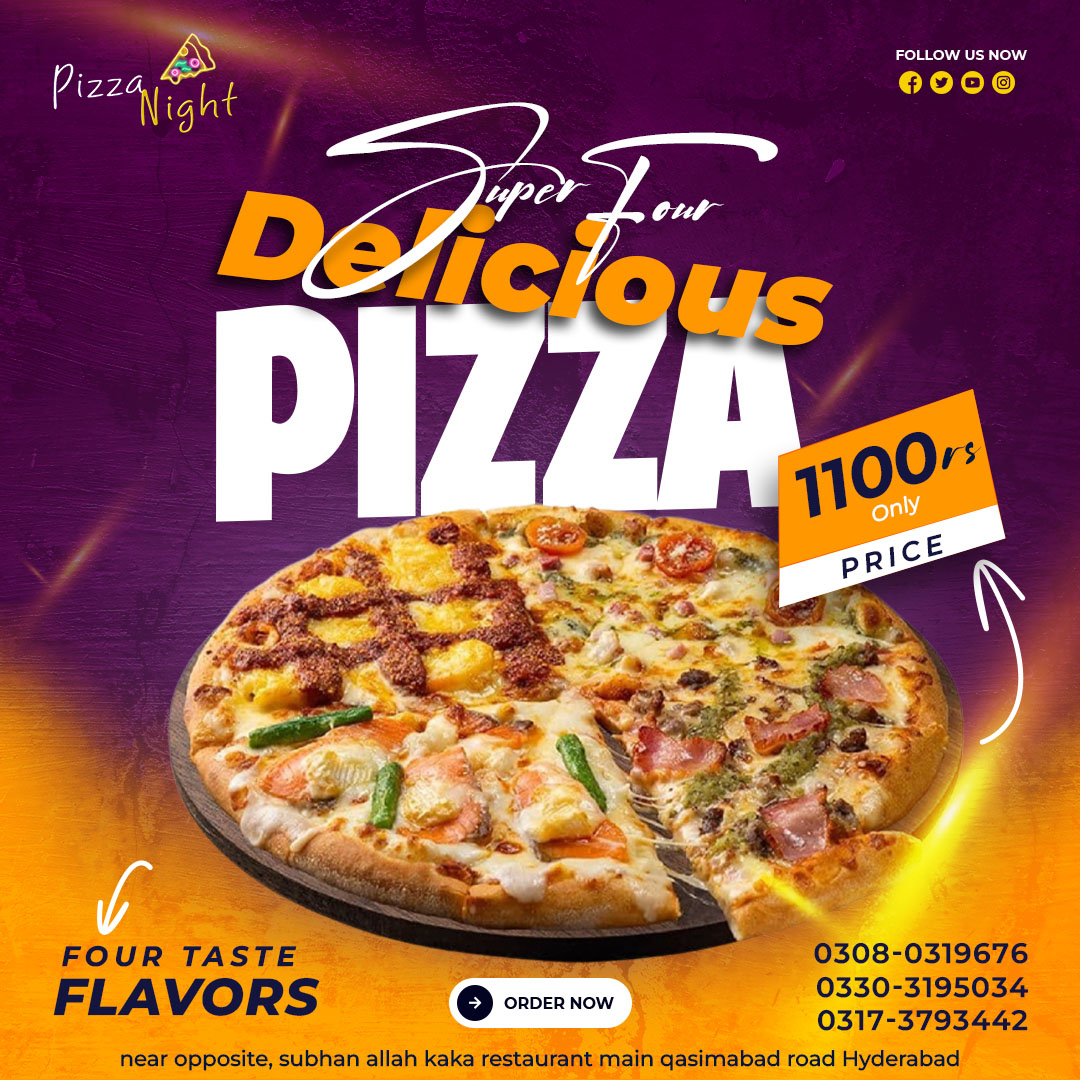 Pizza
Night
FOLLOW US NOW
Super Four
Delicious
PIZZA
1100rs
Only
PRICE
FOUR TASTE
FLAVORS
ORDER NOW
0308-0319676
0330-3195034
0317-3793442
near opposite, subhan allah kaka restaurant main qasimabad road Hyderabad